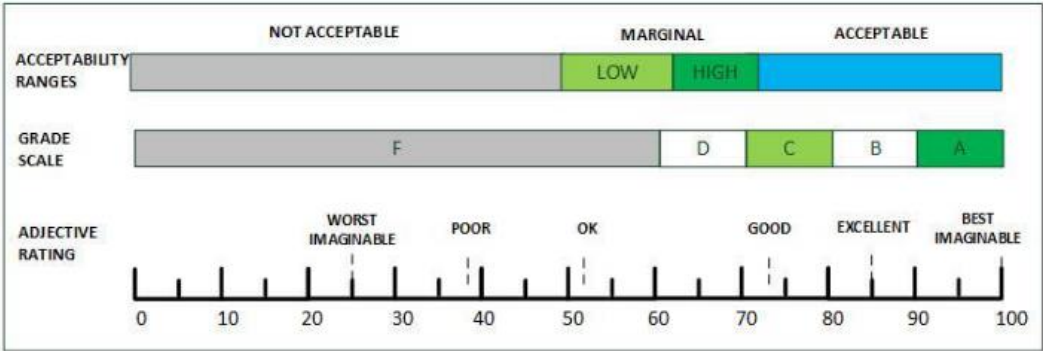 NOT ACCEPTABLE MARGINAL ACCEPTABLE
ACCEPTABILITY
RANGES
LOW HIGH
GRADE
SCALE
F D C B A
ADJECTIVE
RATING
WORST
IMAGINABLE
POOR OK GOOD EXCELLENT
BEST
IMAGINABLE
0 10 20 30 40 50 60 70 80 90 100